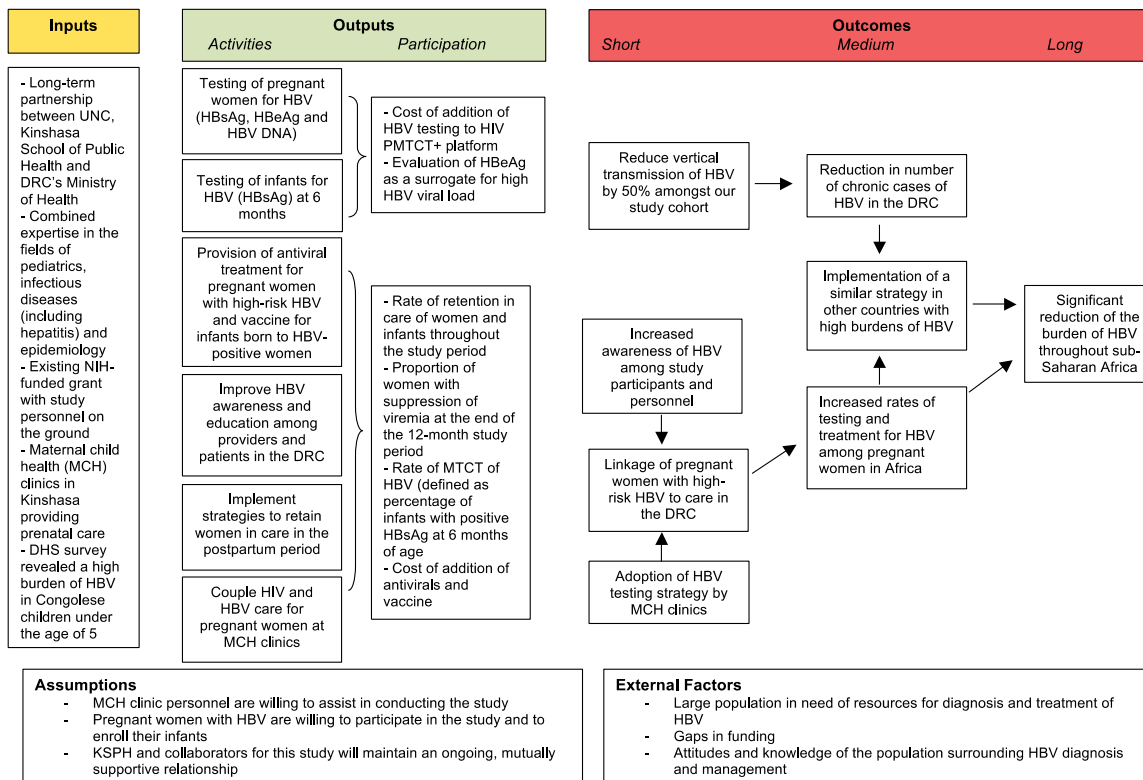 Inputs
- Long-term
partnership
between UNC,
Kinshasa
School of
Public Health
and DRC's
Ministry of
Health
- Combined
expertise in the
fields of
pediatrics,
infectious
diseases
(including
hepatitis) and
epidemiology
- Existing NIH-
funded grant
with study
personnel on
the ground
- Maternal child
health (MCH)
clinics in
Kinshasa
providing
prenatal care
- DHS survey
revealed a high
burden of HBV
in Congolese
children under
the age of 5
Outputs
Activities Participation
Testing of pregnant
women for HBV
(HBsAg, HBeAg and
HBV DNA)
Testing of infants for
HBV (HBsAg) at 6
months
Provision of antiviral
treatment for
pregnant women
with high-risk HBV
and vaccine for
infants born to HBV-
positive women
Improve HBV
awareness and
education among
providers and
patients in the DRC
Implement
strategies to retain
women in care in the
postpartum period
Couple HIV and
HBV care for
pregnant women at
MCH clinics
- Cost of addition of
HBV testing to HIV
PMTCT+ platform
- Evaluation of HBeAg
as a surrogate for high
HBV viral load
- Rate of retention in
care of women and
infants throughout
the study period
- Proportion of
women with
suppression of
viremia at the end of
the 12-month study
period
- Rate of MTCT of
HBV (defined as
percentage of
infants with positive
HBsAg at 6 months
of age
- Cost of addition of
antivirals and
vaccine
Outcomes
Short Medium Long
Reduce vertical
transmission of HBV
by 50% amongst our
study cohort
Increased
awareness of HBV
among study
participants and
personnel
Linkage of pregnant
women with high-
risk HBV to care in
the DRC
Adoption of HBV
testing strategy by
MCH clinics
Reduction in number
of chronic cases of
HBV in the DRC
Implementation of a
similar strategy in
other countries with
high burdens of HBV
Increased rates of
testing and
treatment for HBV
among pregnant
women in Africa
Significant
reduction of the
burden of HBV
throughout sub-
Saharan Africa
Assumptions
- MCH clinic personnel are willing to assist in conducting the study
- Pregnant women with HBV are willing to participate in the study and to
enroll their infants
- KSPH and collaborators for this study will maintain an ongoing, mutually
supportive relationship
External Factors
- Large population in need of resources for diagnosis and treatment of
HBV
- Gaps in funding
- Attitudes and knowledge of the population surrounding HBV diagnosis
and management